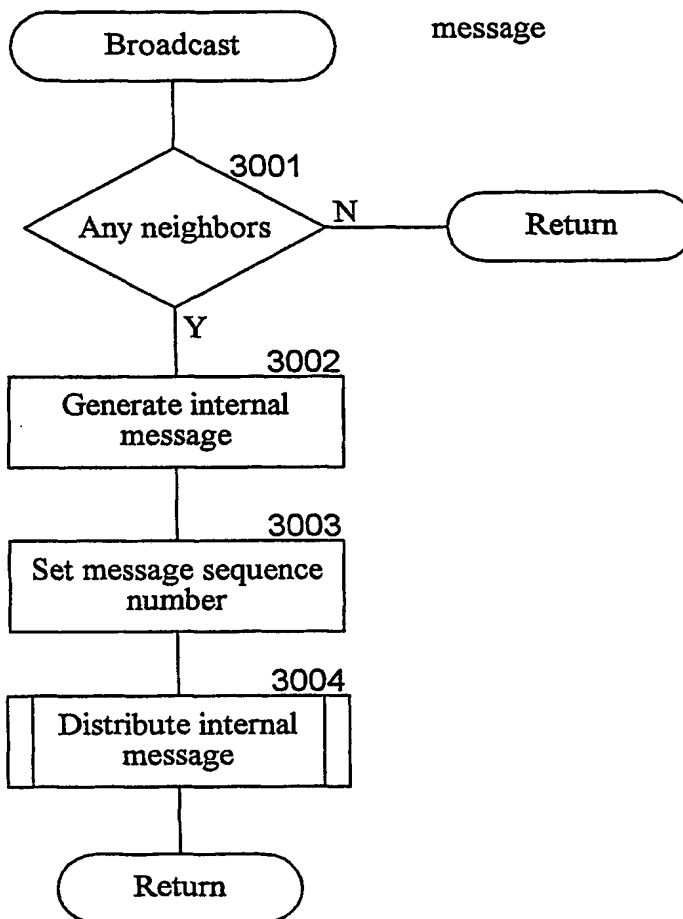 Broadcast
message
3001
Any neighbors
N
Return
Y
3002
Generate internal
message
3003
Set message sequence
number
3004
Distribute internal
message
Return